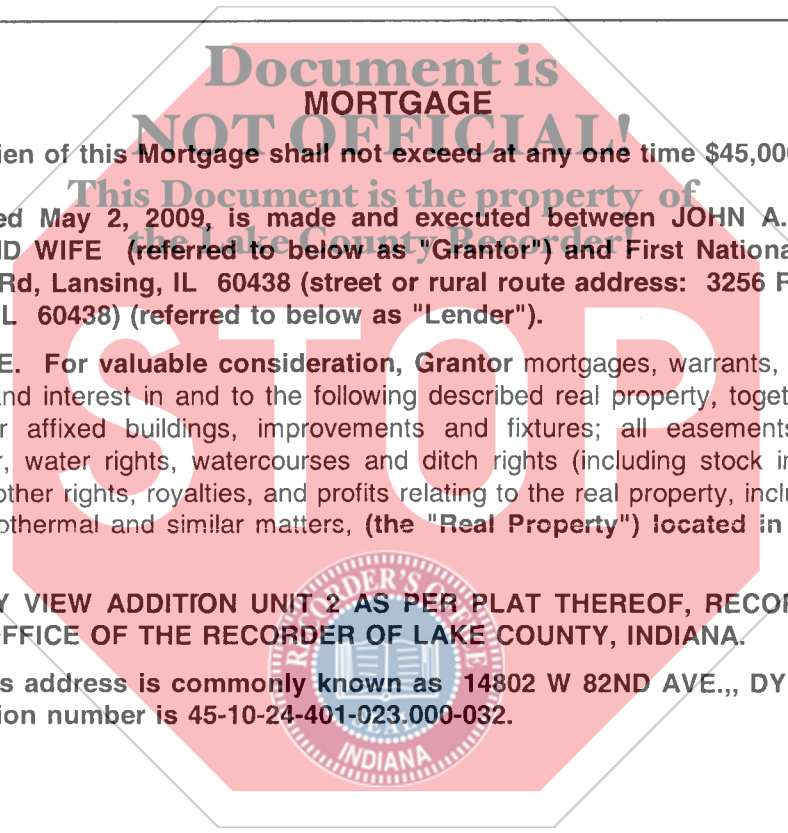 Document is
MORTGAGE
NOT OFFICIAL!
ien of this Mortgage shall not exceed at any one time $45,00
This Document is the property of
ed May 2, 2009, is made and executed between JOHN A.
the Lake County Recorder!
ID WIFE (referred to below as "Grantor") and First Nationa
Rd, Lansing, IL 60438 (street or rural route address: 3256 R
L 60438) (referred to below as "Lender").
E. For valuable consideration, Grantor mortgages, warrants,
and interest in and to the following described real property, toget
r affixed buildings, improvements and fixtures; all easements
, water rights, watercourses and ditch rights (including stock in
other rights, royalties, and profits relating to the real property, inclu
othermal and similar matters, (the "Real Property") located in
STOP
Y VIEW ADDITION UNIT 2 AS PER PLAT THEREOF, RECOR
FFICE OF THE RECORDER OF LAKE COUNTY, INDIANA.
s address is commonly known as 14802 W 82ND AVE.,, DY
ion number is 45-10-24-401-023.000-032.
RECORDER'S OFFICE
SEAL
INDIANA